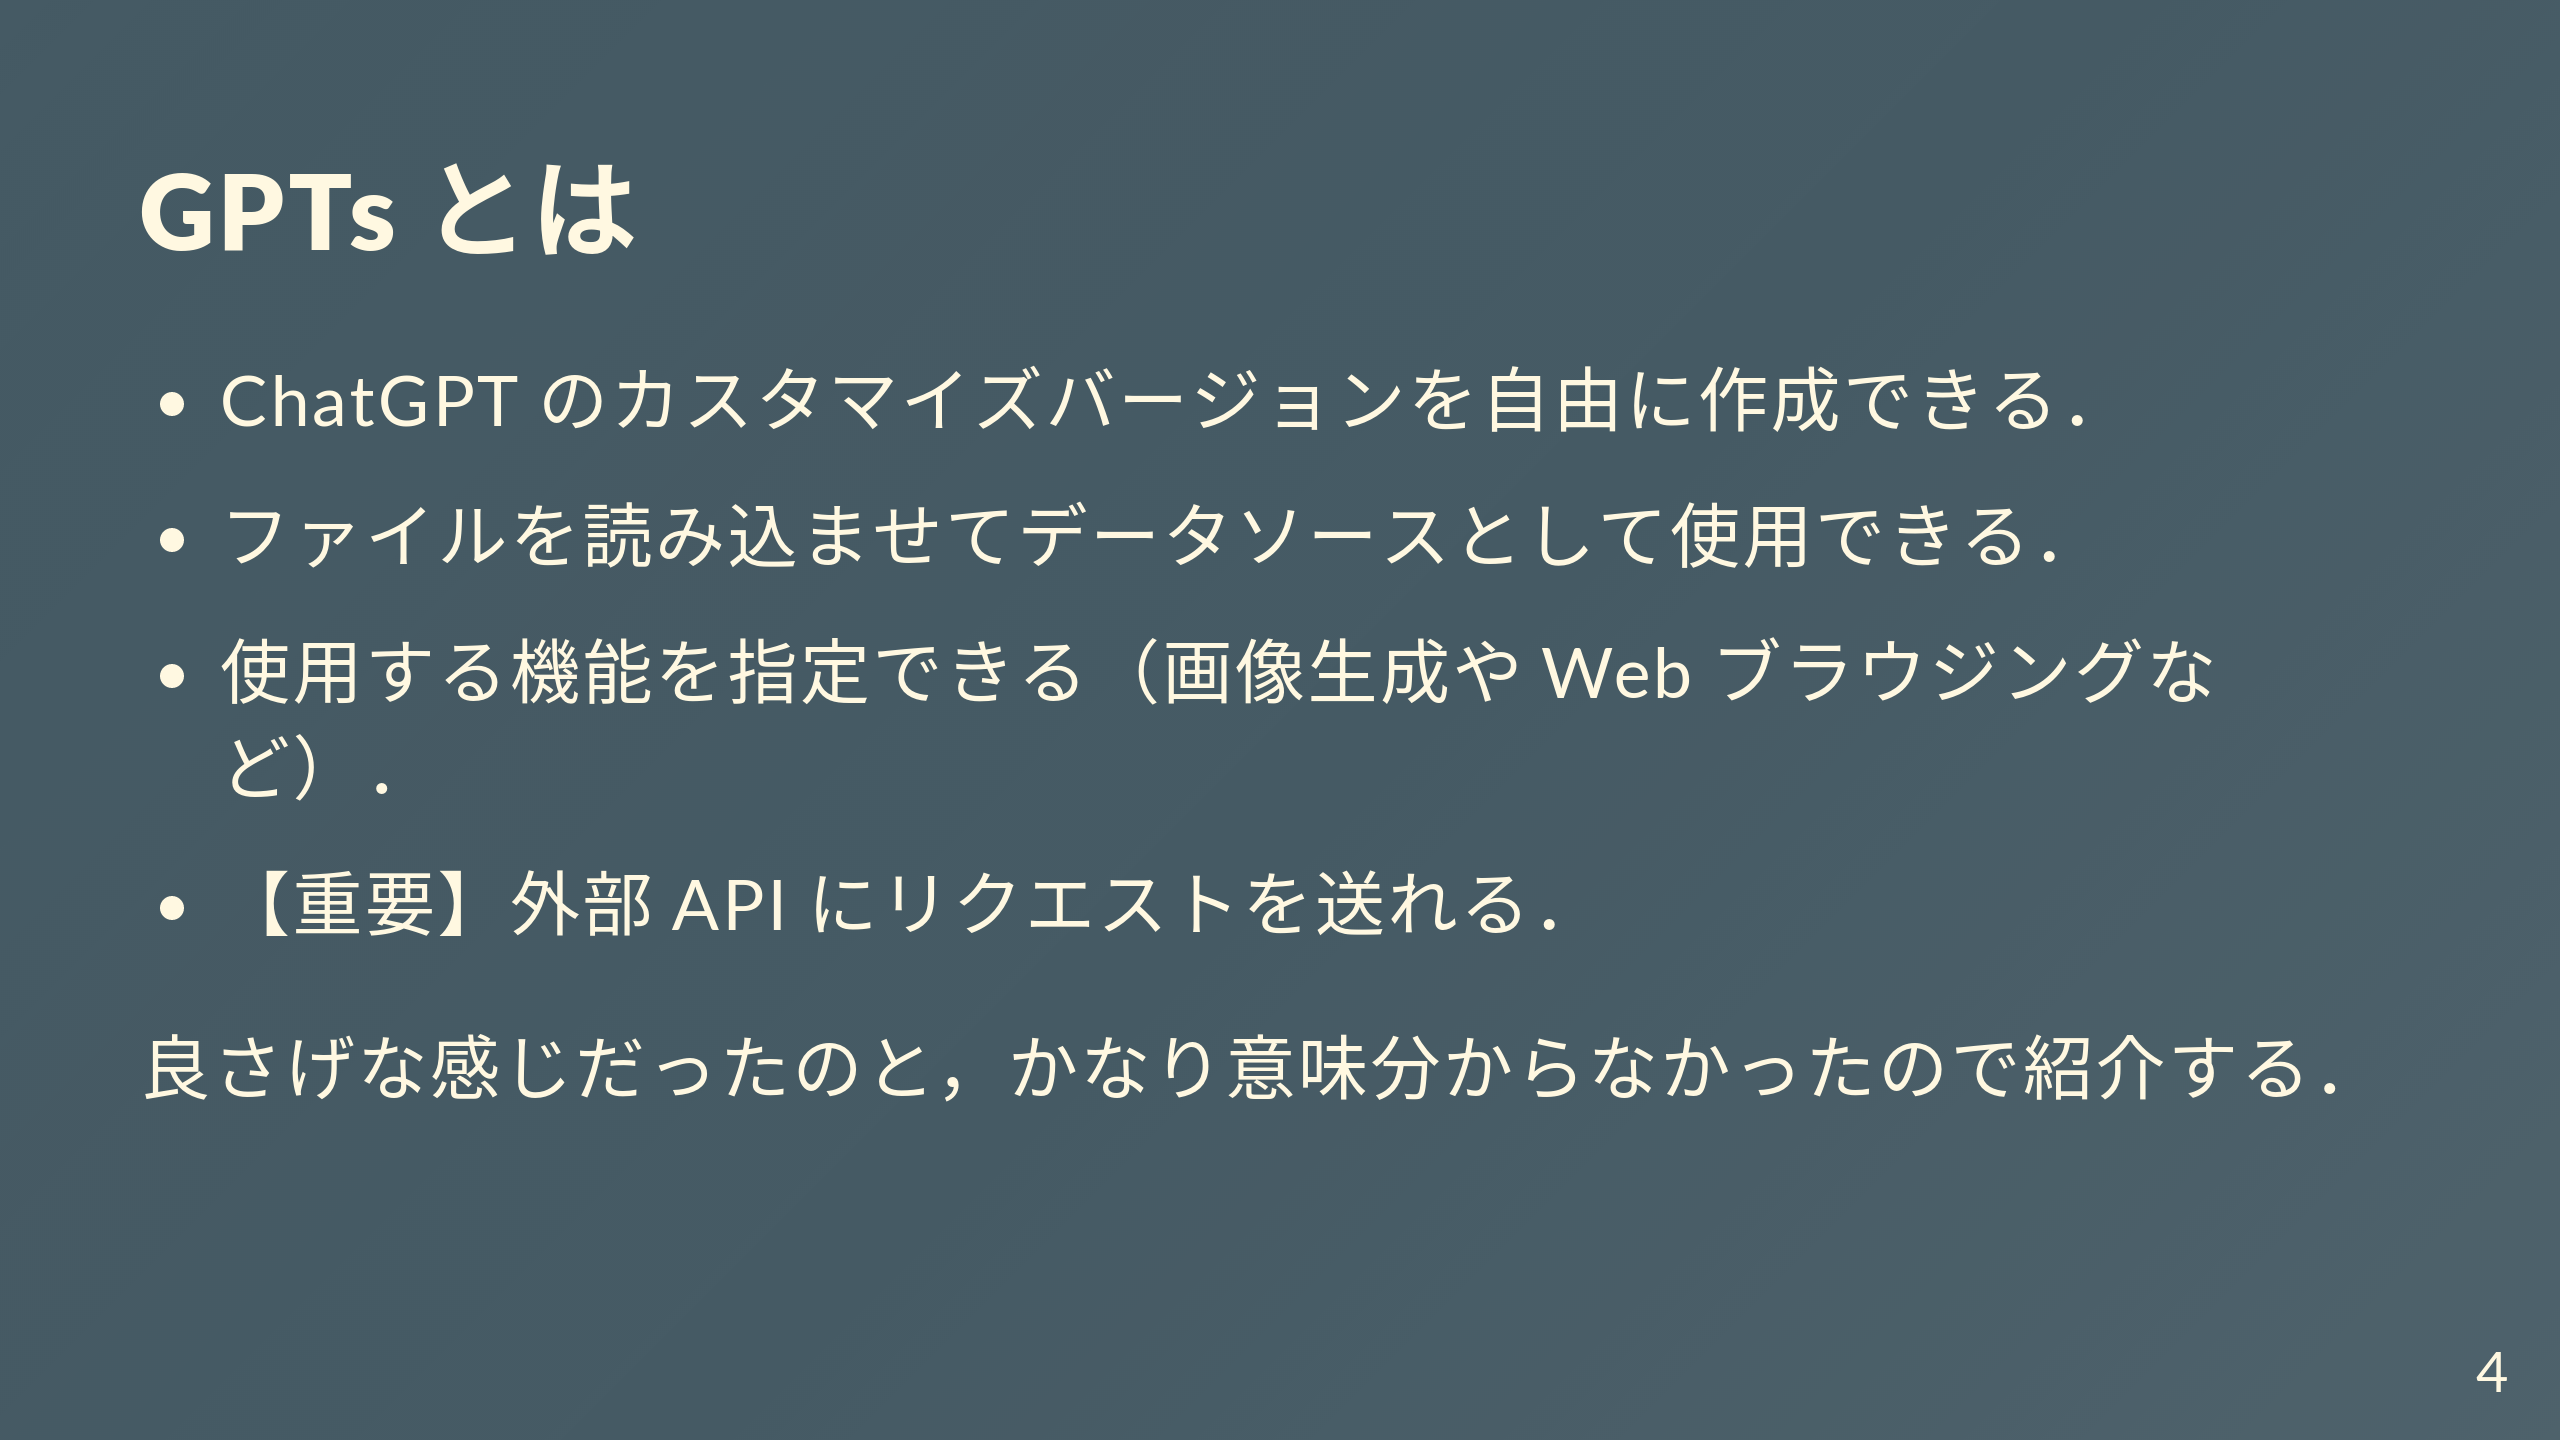 GPTs とは
• ChatGPT のカスタマイズバージョンを自由に作成できる．
• ファイルを読み込ませてデータソースとして使用できる．
• 使用する機能を指定できる（画像生成や Web ブラウジングな
ど）．
• 【重要】外部 API にリクエストを送れる．
良さげな感じだったのと，かなり意味分からなかったので紹介する．
4